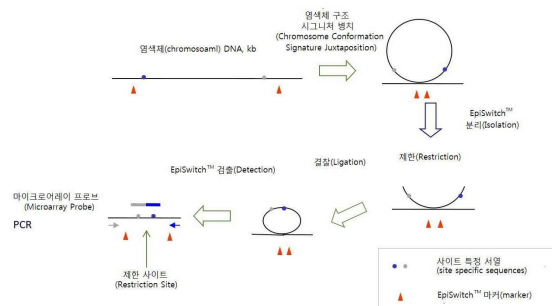 염색체 구조
시그니처 병치
(Chromosome Conformation
Signature Juxtaposition)
염색체(chromosoaml) DNA, kb
EpiSwitch™
분리(Isolation)
EpiSwitch™ 검출(Detection)
결찰(Ligation)
제한(Restriction)
마이크로어레이 프로브
(Microarray Probe)
PCR
제한 사이트
(Restriction Site)
사이트 특정 서열
(site specific sequences)
EpiSwitch™ 마커(marker)